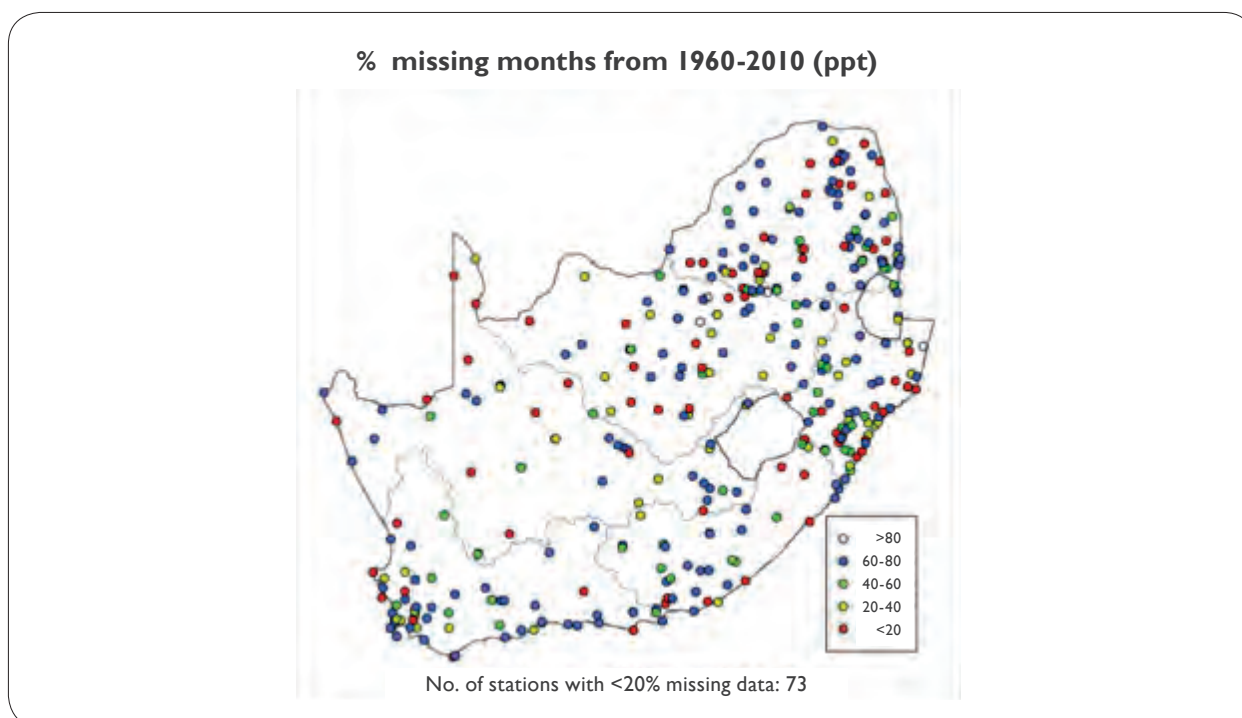 % missing months from 1960-2010 (ppt)
>80
60-80
40-60
20-40
<20
No. of stations with <20% missing data: 73